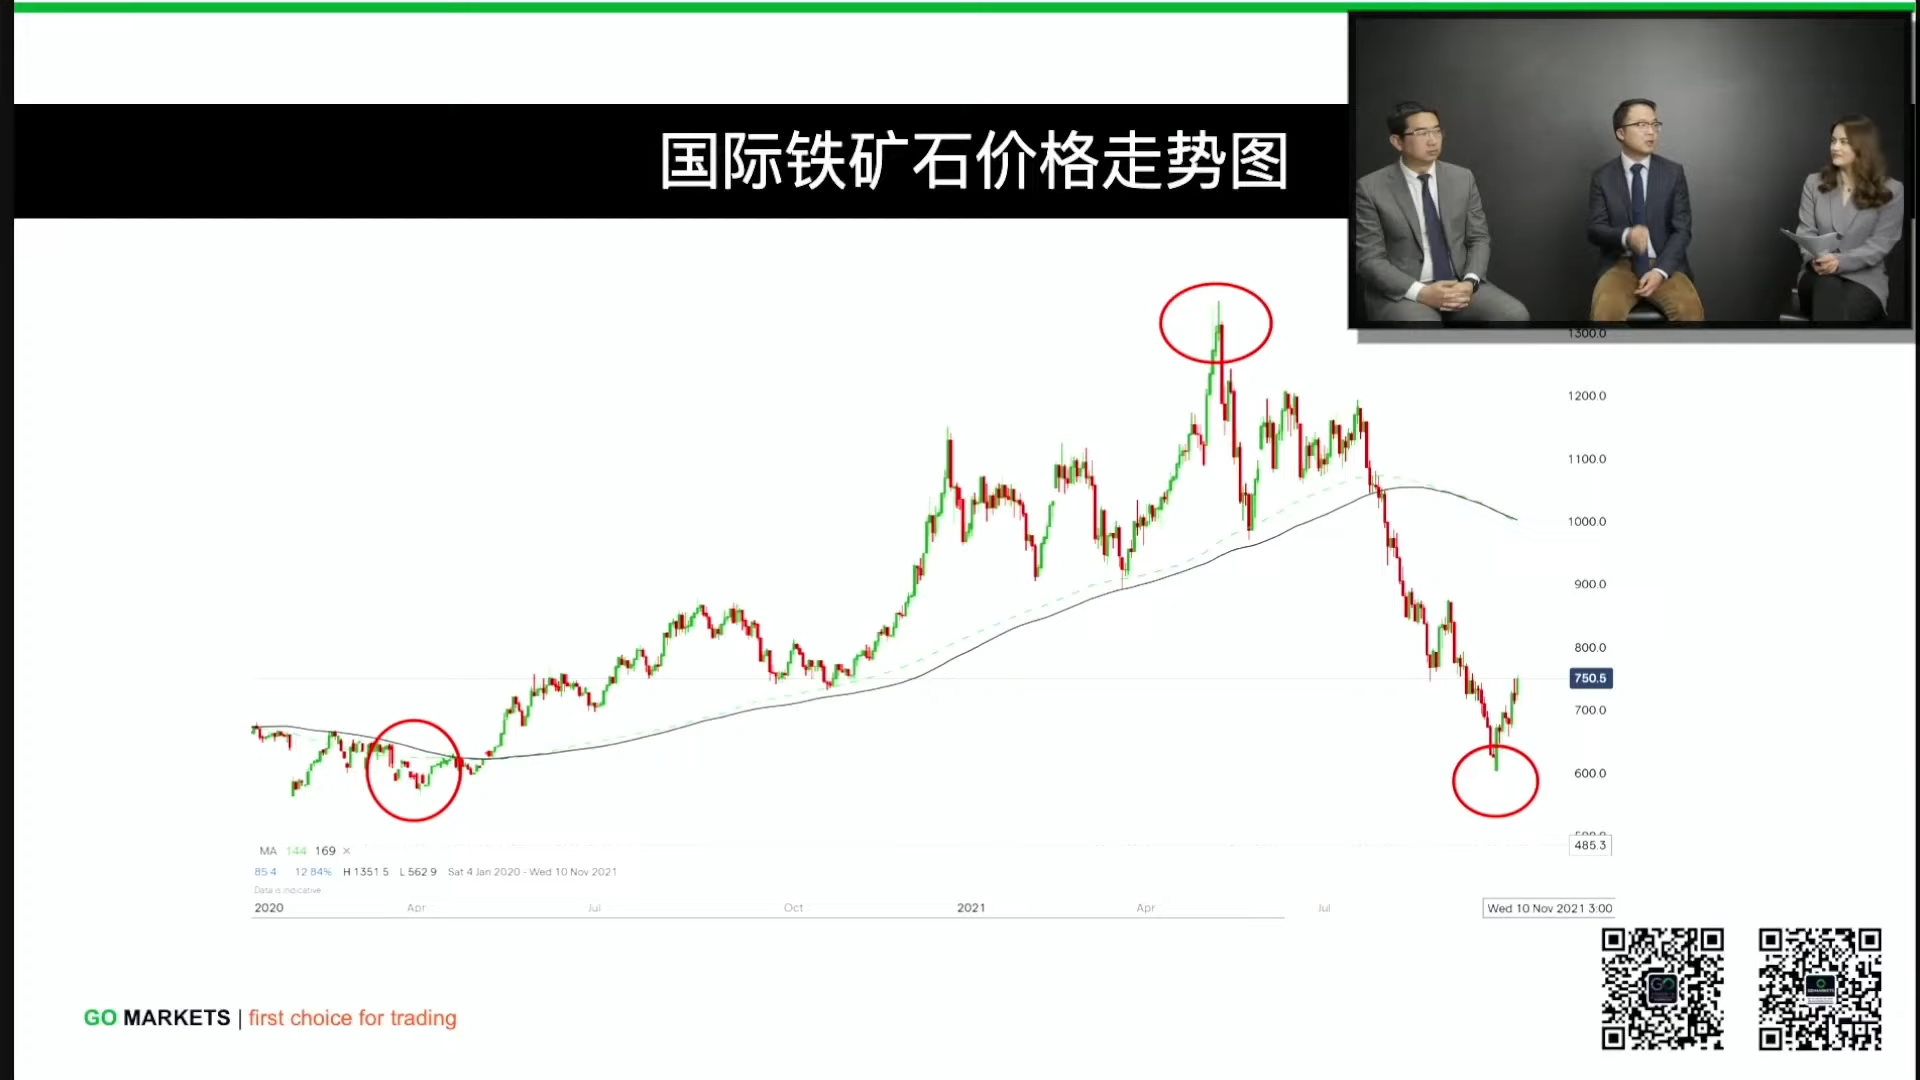 国际铁矿石价格走势图
1300.0
1200.0
1100.0
1000.0
900.0
800.0
750.5
700.0
600.0
485.3
MA 144 169 ×
85.4 12.84% H 1351.5 L 562.9 Sat 4 Jan 2020 - Wed 10 Nov 2021
Data is indicative
2020 Apr Jul Oct 2021 Apr Jul Wed 10 Nov 2021 3:00
GO MARKETS | first choice for trading
GO